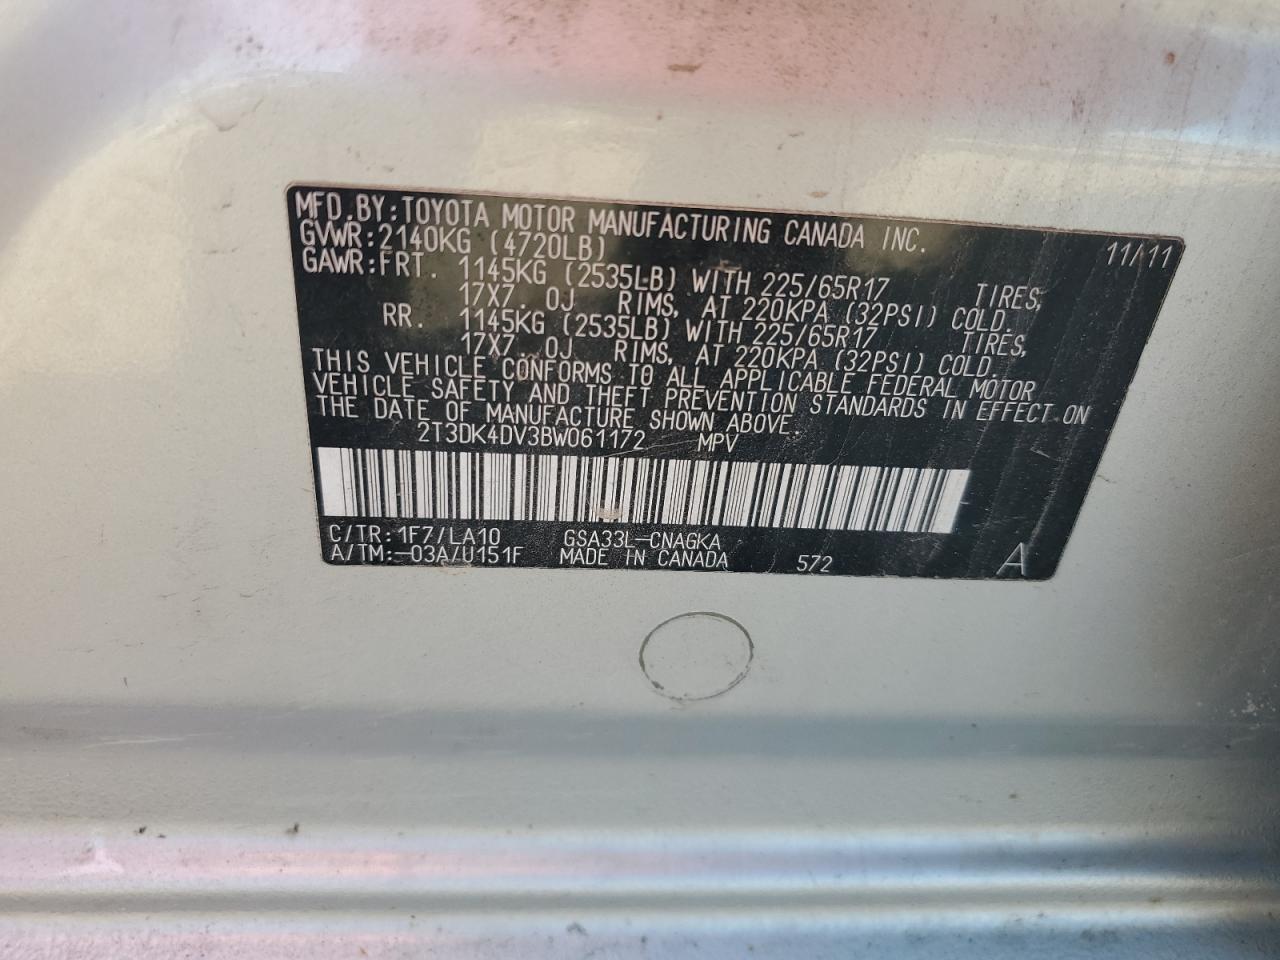 MFD.BY:TOYOTA MOTOR MANUFACTURING CANADA INC. 11/11
GVWR:2140KG (4720LB)
GAWR:FRT. 1145KG (2535LB) WITH 225/65R17 TIRES,
17X7.0J RIMS, AT 220KPA (32PSI) COLD.
RR. 1145KG (2535LB) WITH 225/65R17 TIRES,
17X7.0J RIMS, AT 220KPA (32PSI) COLD.
THIS VEHICLE CONFORMS TO ALL APPLICABLE FEDERAL MOTOR
VEHICLE SAFETY AND THEFT PREVENTION STANDARDS IN EFFECT ON
THE DATE OF MANUFACTURE SHOWN ABOVE.
2T3DK4DV3BW061172 MPV
C/TR:1F7/LA10 GSA33L-CNAGKA
A/TM:-03A/U151F MADE IN CANADA 572 A